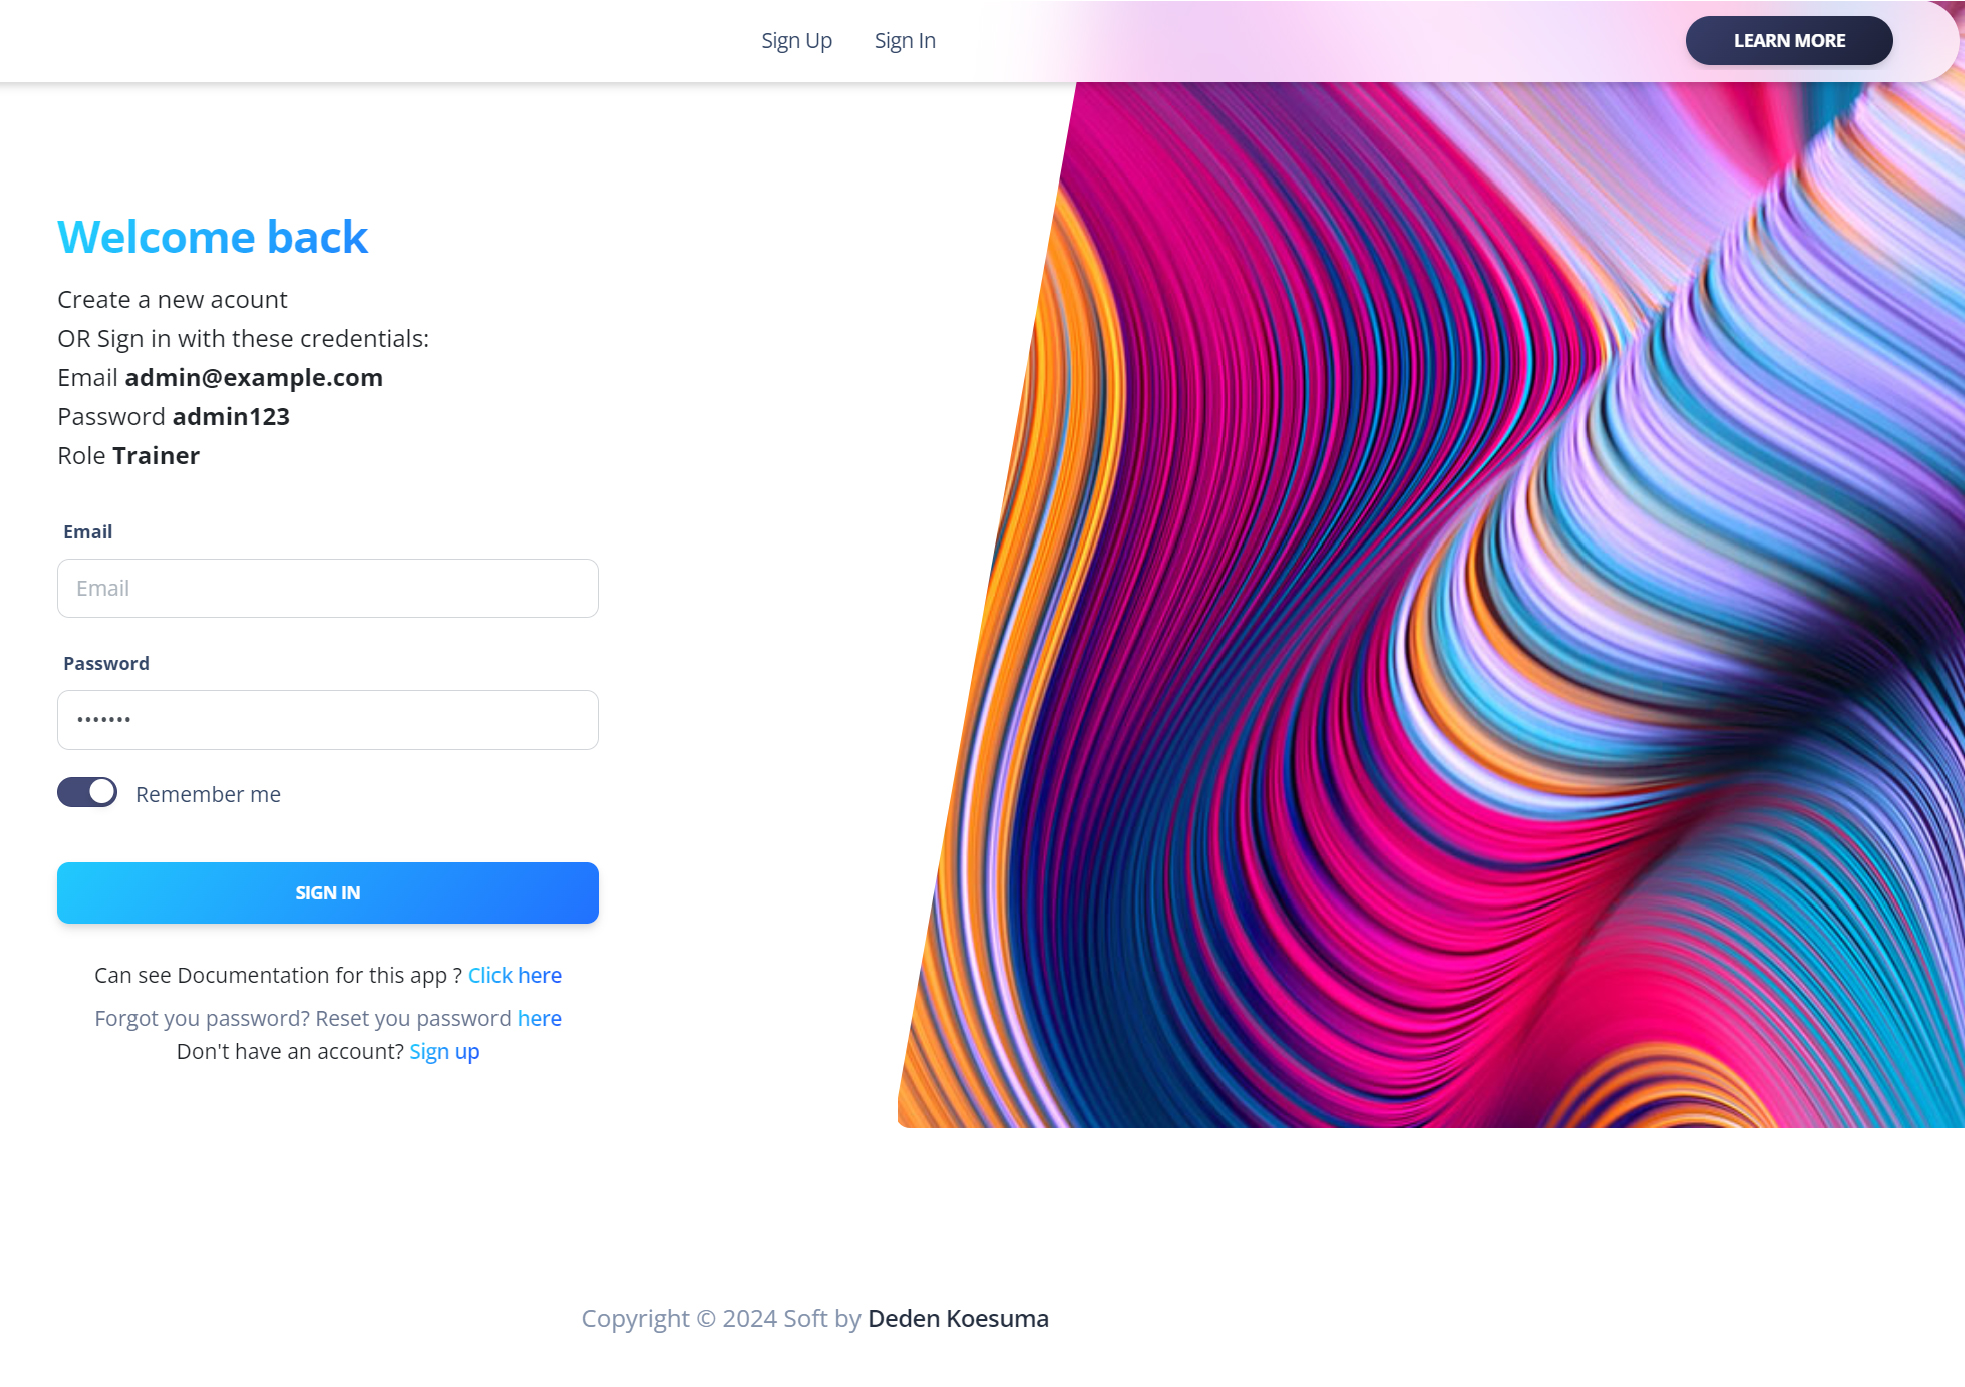 Sign Up Sign In LEARN MORE
Welcome back
Create a new acount
OR Sign in with these credentials:
Email admin@example.com
Password admin123
Role Trainer
Email
Email
Password
•••••••
Remember me
SIGN IN
Can see Documentation for this app ? Click here
Forgot you password? Reset you password here
Don't have an account? Sign up
Copyright © 2024 Soft by Deden Koesuma